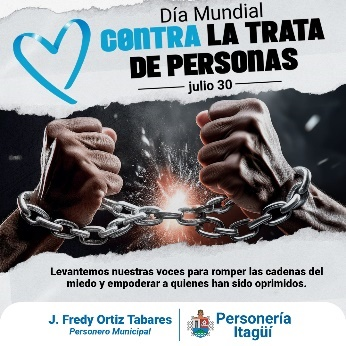 Día Mundial
CONTRA LA TRATA
DE PERSONAS
julio 30
Levantemos nuestras voces para romper las cadenas del
miedo y empoderar a quienes han sido oprimidos.
J. Fredy Ortiz Tabares
Personero Municipal
Personería
Itagüí